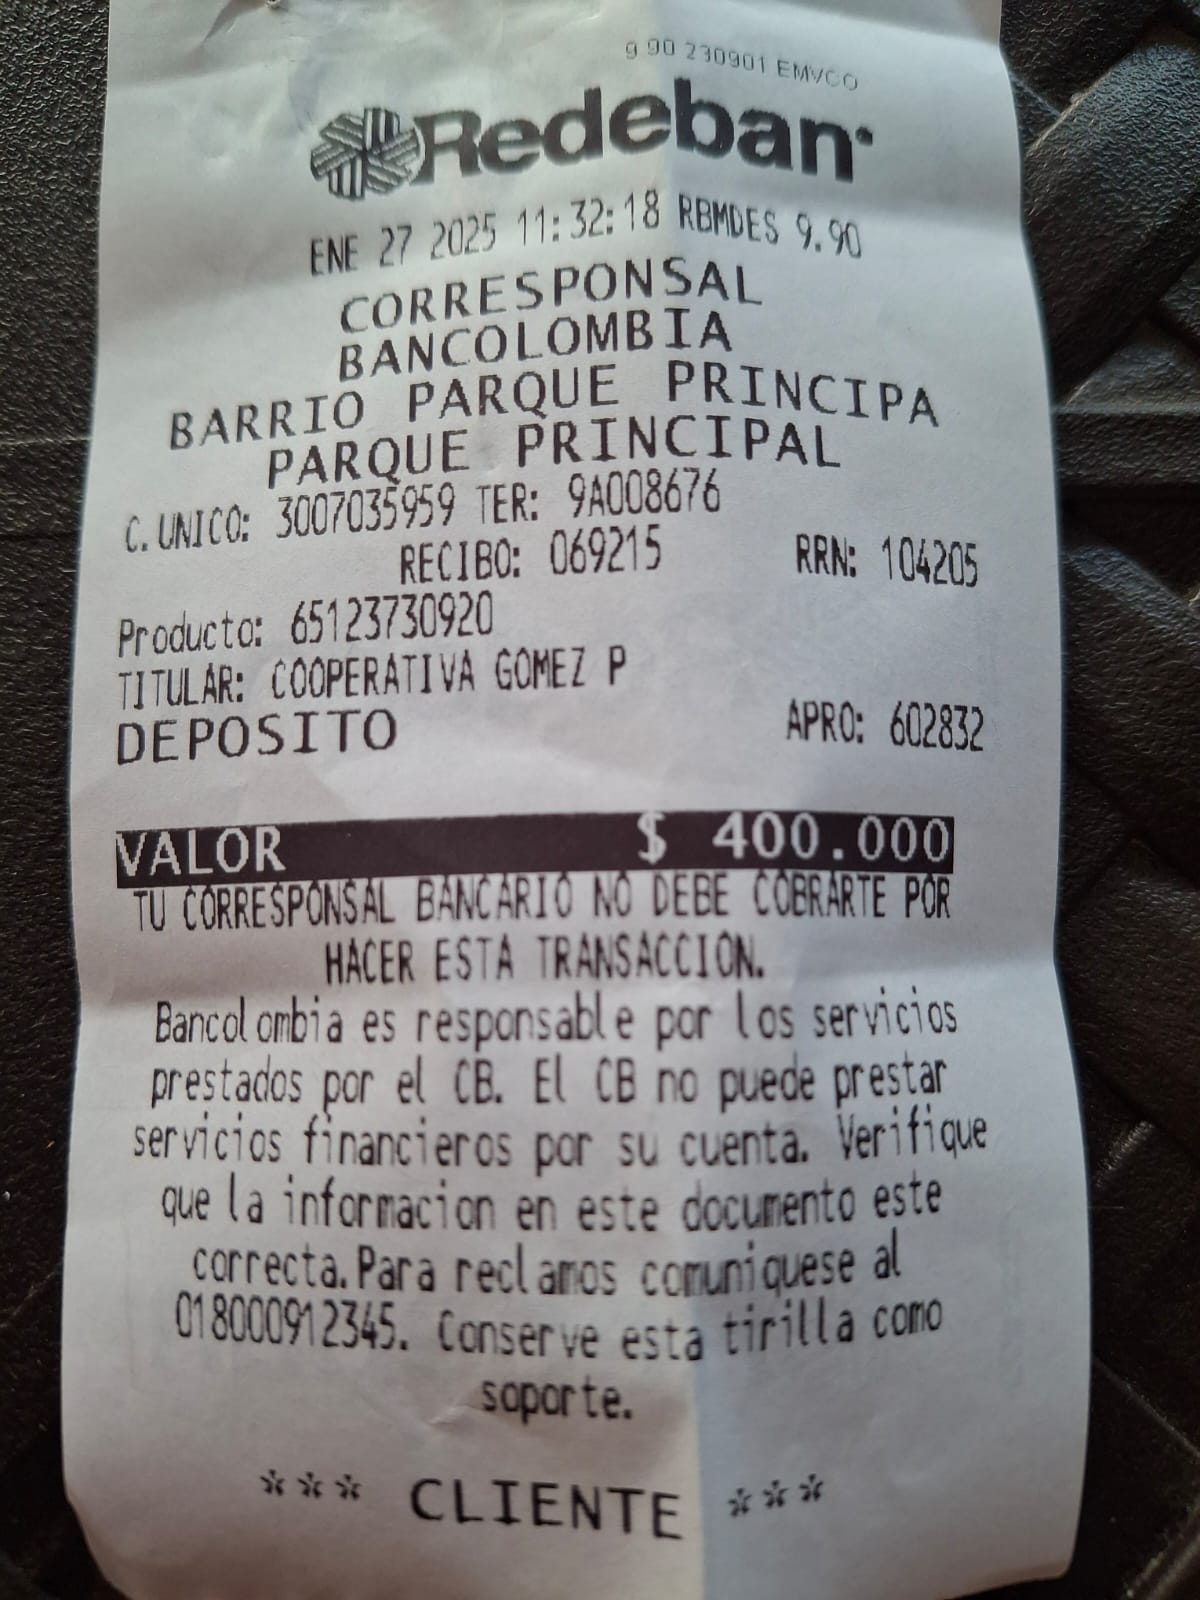 g 90 230901 EMVCO
Redeban
ENE 27 2025 11:32:18 RBMDES 9.90
CORRESPONSAL
BANCOLOMBIA
BARRIO PARQUE PRINCIPA
PARQUE PRINCIPAL
C. UNICO: 3007035959 TER: 9A008676
RECIBO: 069215 RRN: 104205
Producto: 65123730920
TITULAR: COOPERATIVA GOMEZ P
DEPOSITO APRO: 602832
VALOR $ 400.000
TU CORRESPONSAL BANCARIO NO DEBE COBRARTE POR
HACER ESTA TRANSACCION.
Bancolombia es responsable por los servicios
prestados por el CB. El CB no puede prestar
servicios financieros por su cuenta. Verifique
que la informacion en este documento este
correcta.Para reclamos comuniquese al
018000912345. Conserve esta tirilla como
soporte.
*** CLIENTE ***